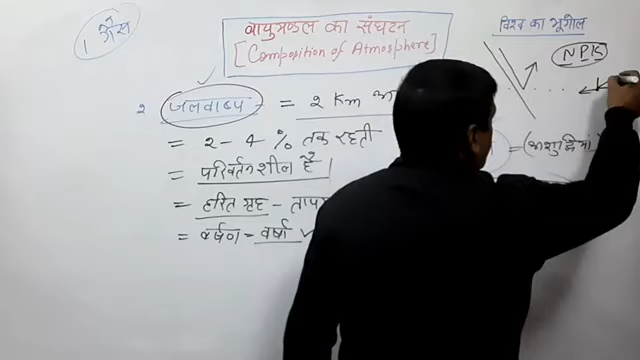 1 गैस
वायुमण्डल का संघटन
[Composition of Atmosphere]
विश्व का भूगोल
NPK
2 जलवाष्प = 2 Km
= 2 - 4 % तक रहती
= (अशुद्धियाँ)
= परिवर्तनशील है
= हरित गृह -
= वर्षण - वर्षा